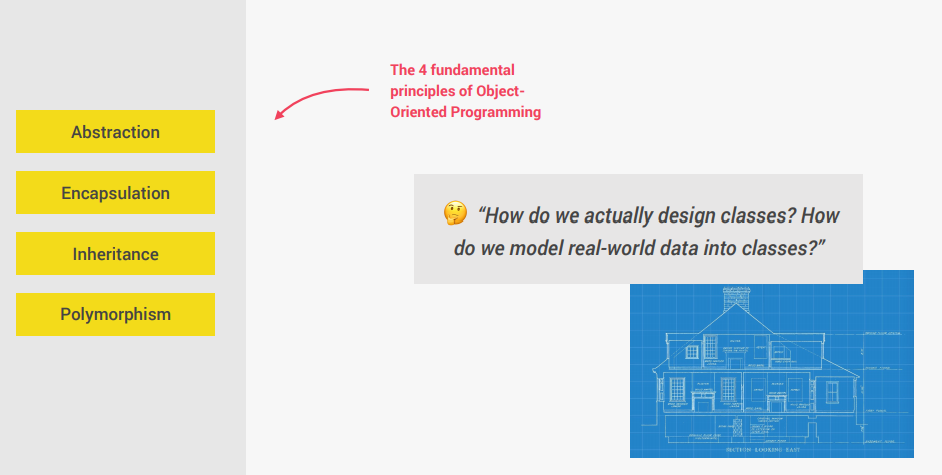 The 4 fundamental
principles of Object-
Oriented Programming
Abstraction
Encapsulation
Inheritance
Polymorphism
🤔 “How do we actually design classes? How
do we model real-world data into classes?”
SECTION LOOKING EAST